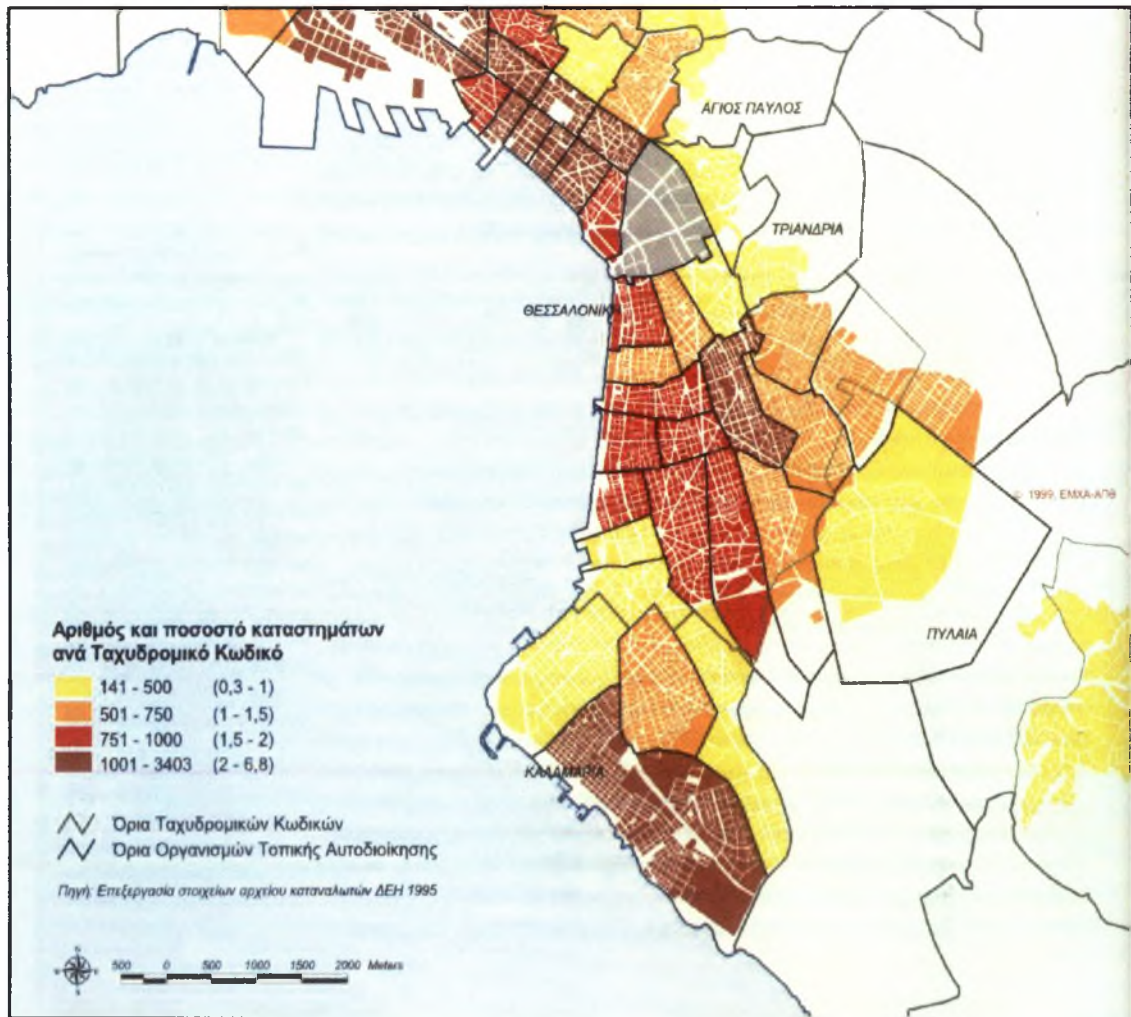 ΑΓΙΟΣ ΠΑΥΛΟΣ
ΤΡΙΑΝΔΡΙΑ
ΘΕΣΣΑΛΟΝΙΚΗ
© 1999, ΕΜΧΑ-ΑΠΘ
ΠΥΛΑΙΑ
ΚΑΛΑΜΑΡΙΑ
Αριθμός και ποσοστό καταστημάτων
ανά Ταχυδρομικό Κωδικό
141 - 500 (0,3 - 1)
501 - 750 (1 - 1,5)
751 - 1000 (1,5 - 2)
1001 - 3403 (2 - 6,8)
Όρια Ταχυδρομικών Κωδικών
Όρια Οργανισμών Τοπικής Αυτοδιοίκησης
Πηγή: Επεξεργασία στοιχείων αρχείου καταναλωτών ΔΕΗ 1995
500 0 500 1000 1500 2000 Meters